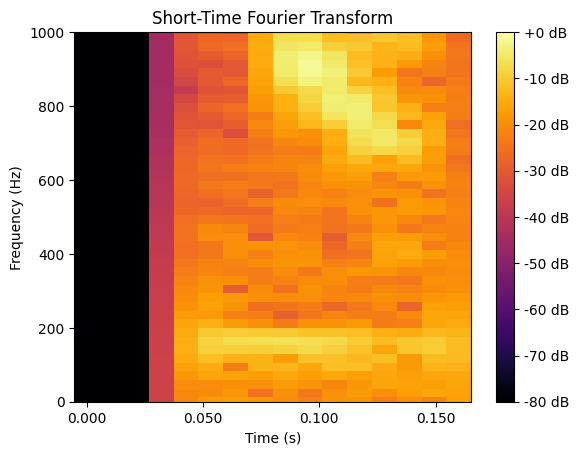 Short-Time Fourier Transform
1000
800
600
400
200
0
Frequency (Hz)
0.000
0.050
0.100
0.150
Time (s)
+0 dB
-10 dB
-20 dB
-30 dB
-40 dB
-50 dB
-60 dB
-70 dB
-80 dB